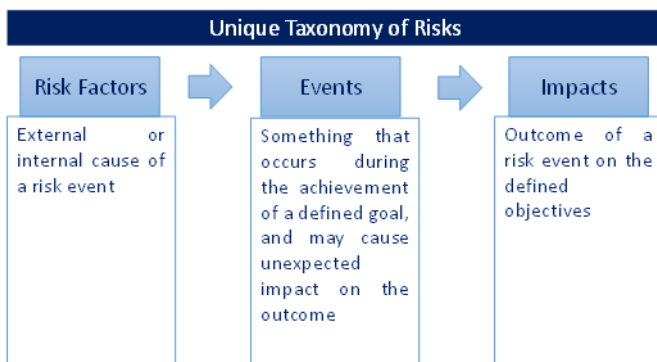 Unique Taxonomy of Risks
Risk Factors
External or
internal cause of
a risk event
Events
Something that
occurs during
the achievement
of a defined goal,
and may cause
unexpected
impact on the
outcome
Impacts
Outcome of a
risk event on the
defined
objectives